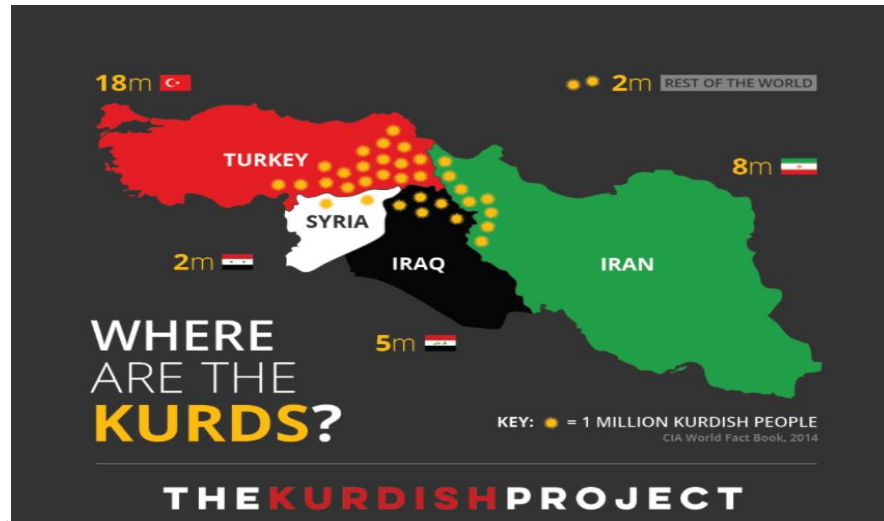 18m
2m REST OF THE WORLD
TURKEY
8m
SYRIA
2m
IRAQ
IRAN
5m
WHERE
ARE THE
KURDS?
KEY: = 1 MILLION KURDISH PEOPLE
CIA World Fact Book, 2014
THEKURDISHPROJECT